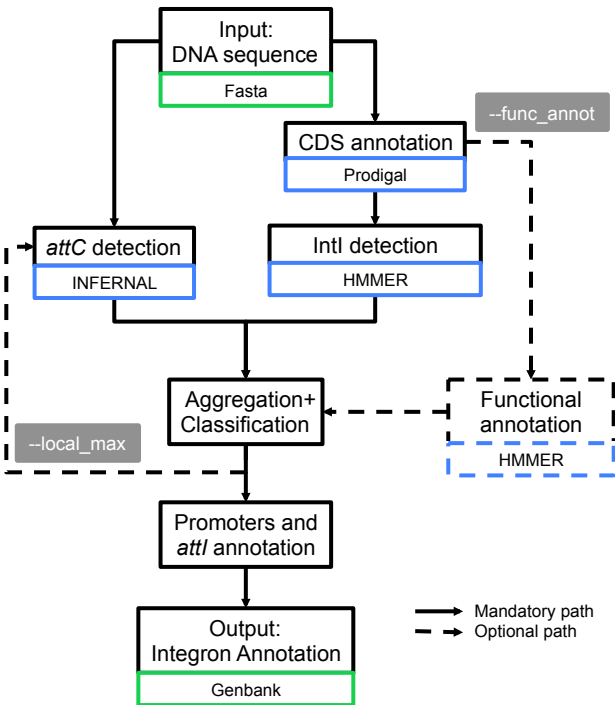 Input:
DNA sequence
Fasta
--func_annot
CDS annotation
Prodigal
attC detection
INFERNAL
IntI detection
HMMER
Aggregation+
Classification
Functional
annotation
HMMER
--local_max
Promoters and
attI annotation
Output:
Integron Annotation
Genbank
Mandatory path
Optional path